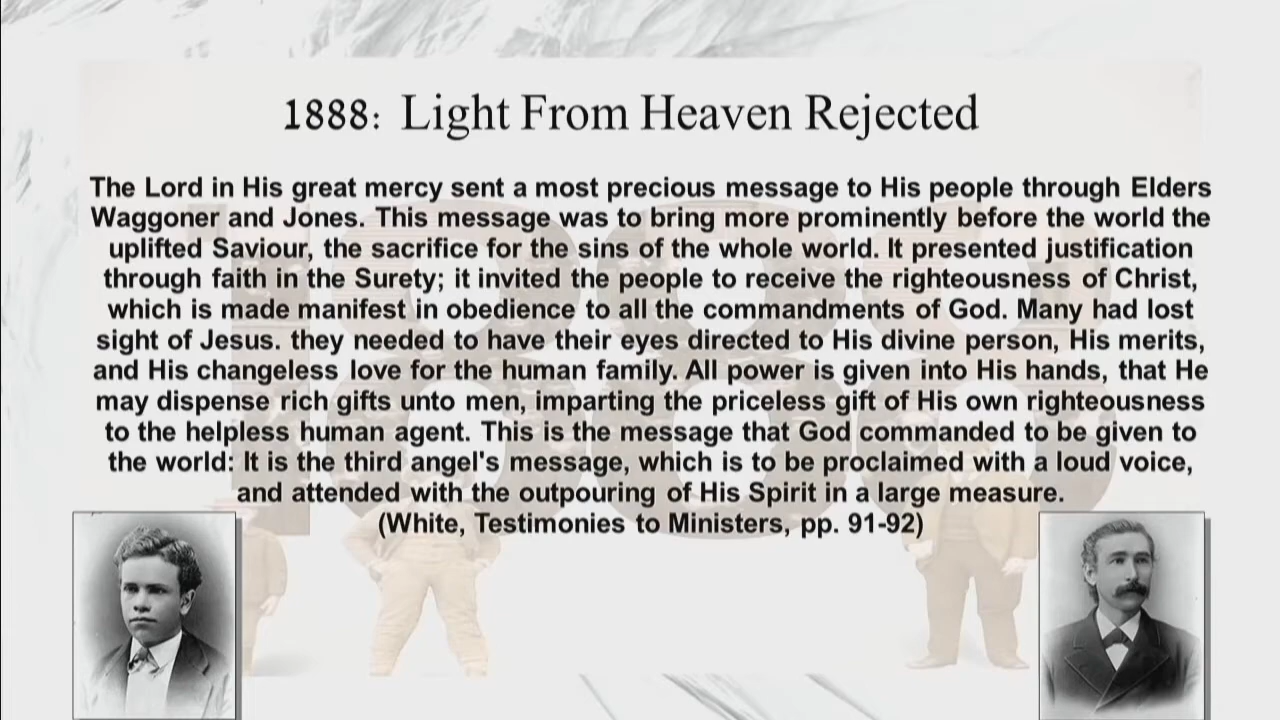 1888: Light From Heaven Rejected
The Lord in His great mercy sent a most precious message to His people through Elders
Waggoner and Jones. This message was to bring more prominently before the world the
uplifted Saviour, the sacrifice for the sins of the whole world. It presented justification
through faith in the Surety; it invited the people to receive the righteousness of Christ,
which is made manifest in obedience to all the commandments of God. Many had lost
sight of Jesus. they needed to have their eyes directed to His divine person, His merits,
and His changeless love for the human family. All power is given into His hands, that He
may dispense rich gifts unto men, imparting the priceless gift of His own righteousness
to the helpless human agent. This is the message that God commanded to be given to
the world: It is the third angel's message, which is to be proclaimed with a loud voice,
and attended with the outpouring of His Spirit in a large measure.
(White, Testimonies to Ministers, pp. 91-92)
1888